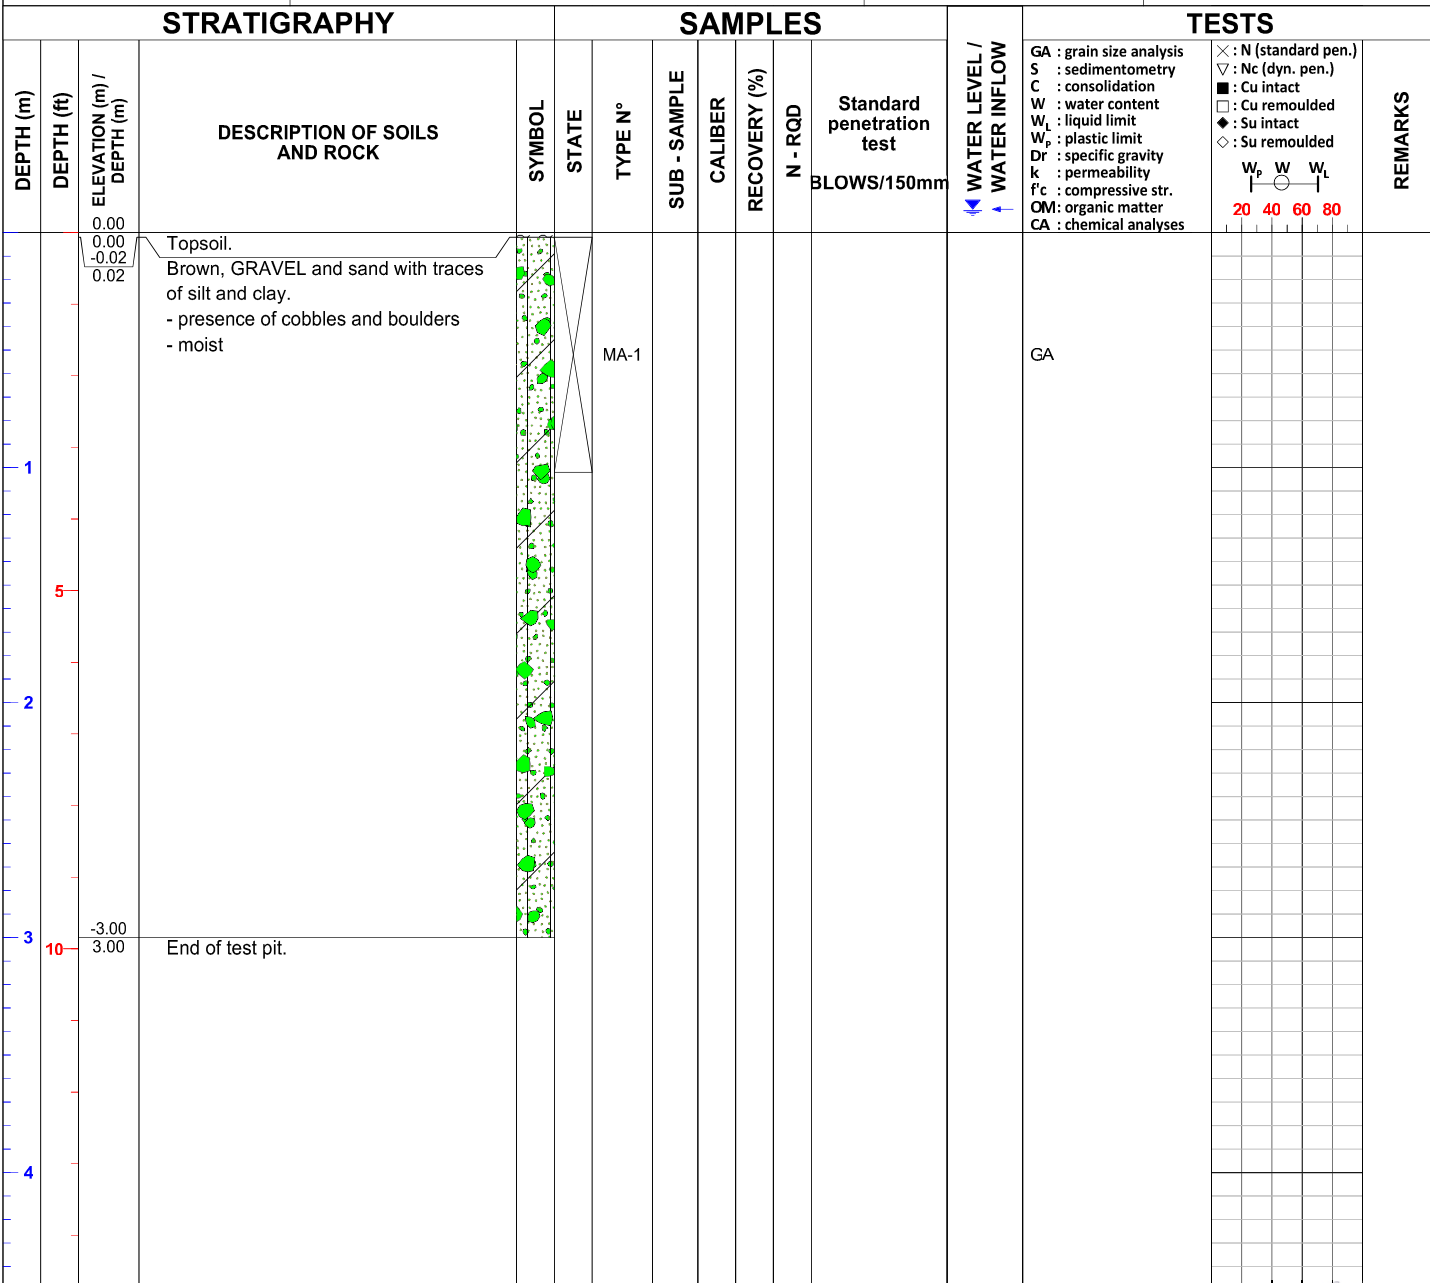 STRATIGRAPHY
SAMPLES
TESTS
DEPTH (m)
DEPTH (ft)
ELEVATION (m) /
DEPTH (m)
DESCRIPTION OF SOILS
AND ROCK
SYMBOL
STATE
TYPE N°
SUB - SAMPLE
CALIBER
RECOVERY (%)
N - RQD
Standard
penetration
test
BLOWS/150mm
WATER LEVEL /
WATER INFLOW
GA : grain size analysis
S : sedimentometry
C : consolidation
W : water content
WL : liquid limit
WP : plastic limit
Dr : specific gravity
k : permeability
f'c : compressive str.
OM : organic matter
CA : chemical analyses
: N (standard pen.)
: Nc (dyn. pen.)
: Cu intact
: Cu remoulded
: Su intact
: Su remoulded
WP W WL
20 40 60 80
REMARKS
0.00
0.00
-0.02
0.02
Topsoil.
Brown, GRAVEL and sand with traces
of silt and clay.
- presence of cobbles and boulders
- moist
MA-1
GA
1
5
2
-3.00
3
10
3.00
End of test pit.
4